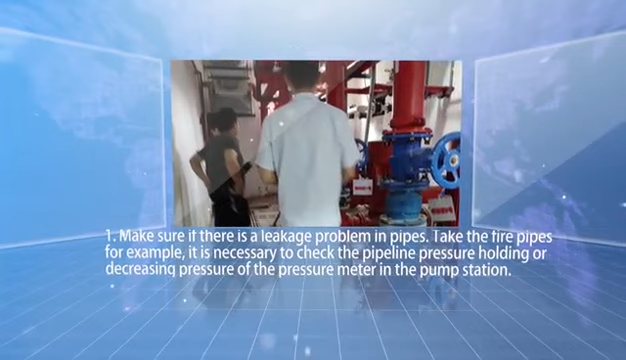 1. Make sure if there is a leakage problem in pipes. Take the fire pipes
for example, it is necessary to check the pipeline pressure holding or
decreasing pressure of the pressure meter in the pump station.